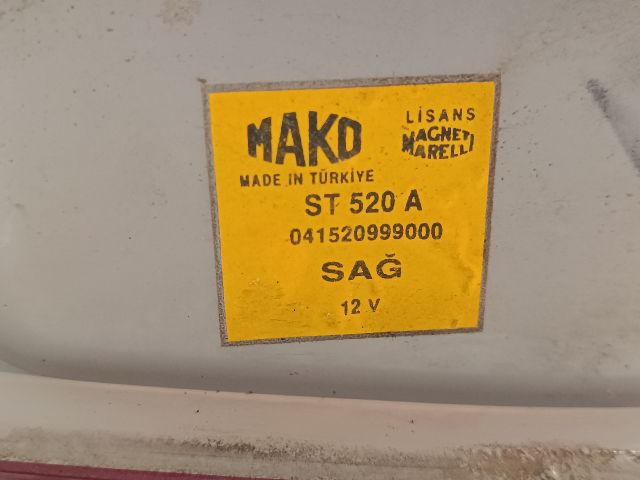 MAKO
LİSANS
MAGNETI
MARELLI
MADE IN TÜRKİYE
ST 520 A
041520999000
SAĞ
12 V